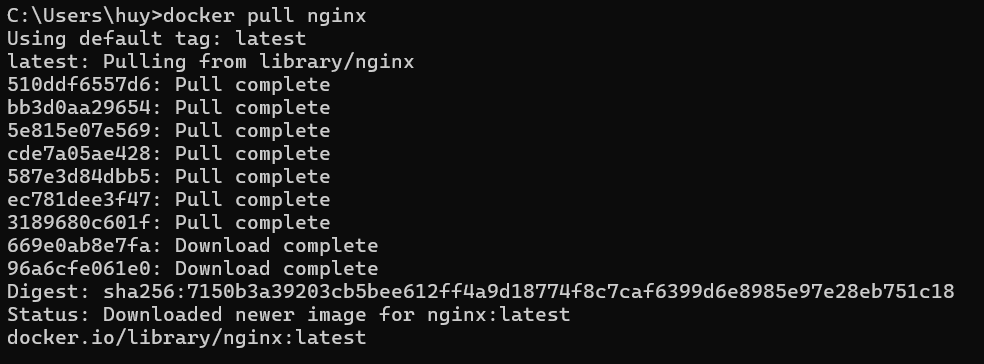 C:\Users\huy>docker pull nginx
Using default tag: latest
latest: Pulling from library/nginx
510ddf6557d6: Pull complete
bb3d0aa29654: Pull complete
5e815e07e569: Pull complete
cde7a05ae428: Pull complete
587e3d84dbb5: Pull complete
ec781dee3f47: Pull complete
3189680c601f: Pull complete
669e0ab8e7fa: Download complete
96a6cfe061e0: Download complete
Digest: sha256:7150b3a39203cb5bee612ff4a9d18774f8c7caf6399d6e8985e97e28eb751c18
Status: Downloaded newer image for nginx:latest
docker.io/library/nginx:latest